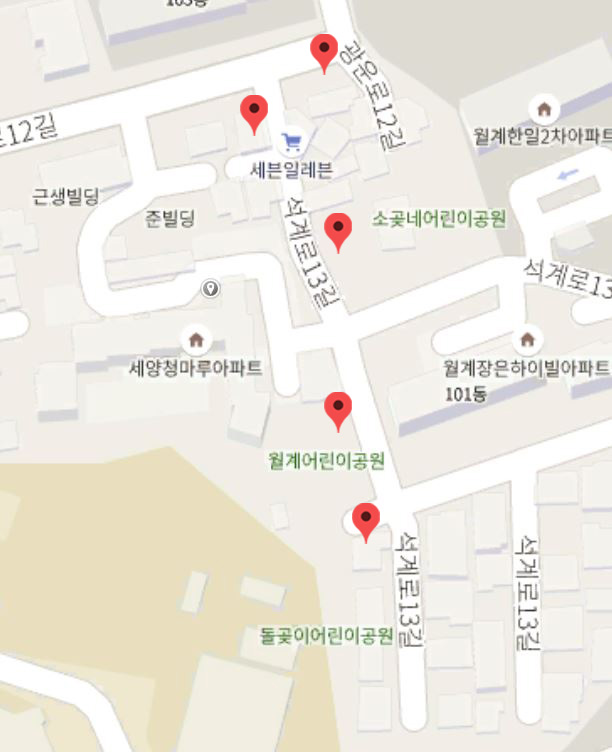 103동
광운로12길
로12길
월계한일2차아파트
세븐일레븐
근생빌딩
준빌딩
석계로13길
소곶네어린이공원
석계로13
세양청마루아파트
월계장은하이빌아파트
101동
월계어린이공원
석계로13길
석계로13길
돌곶이어린이공원